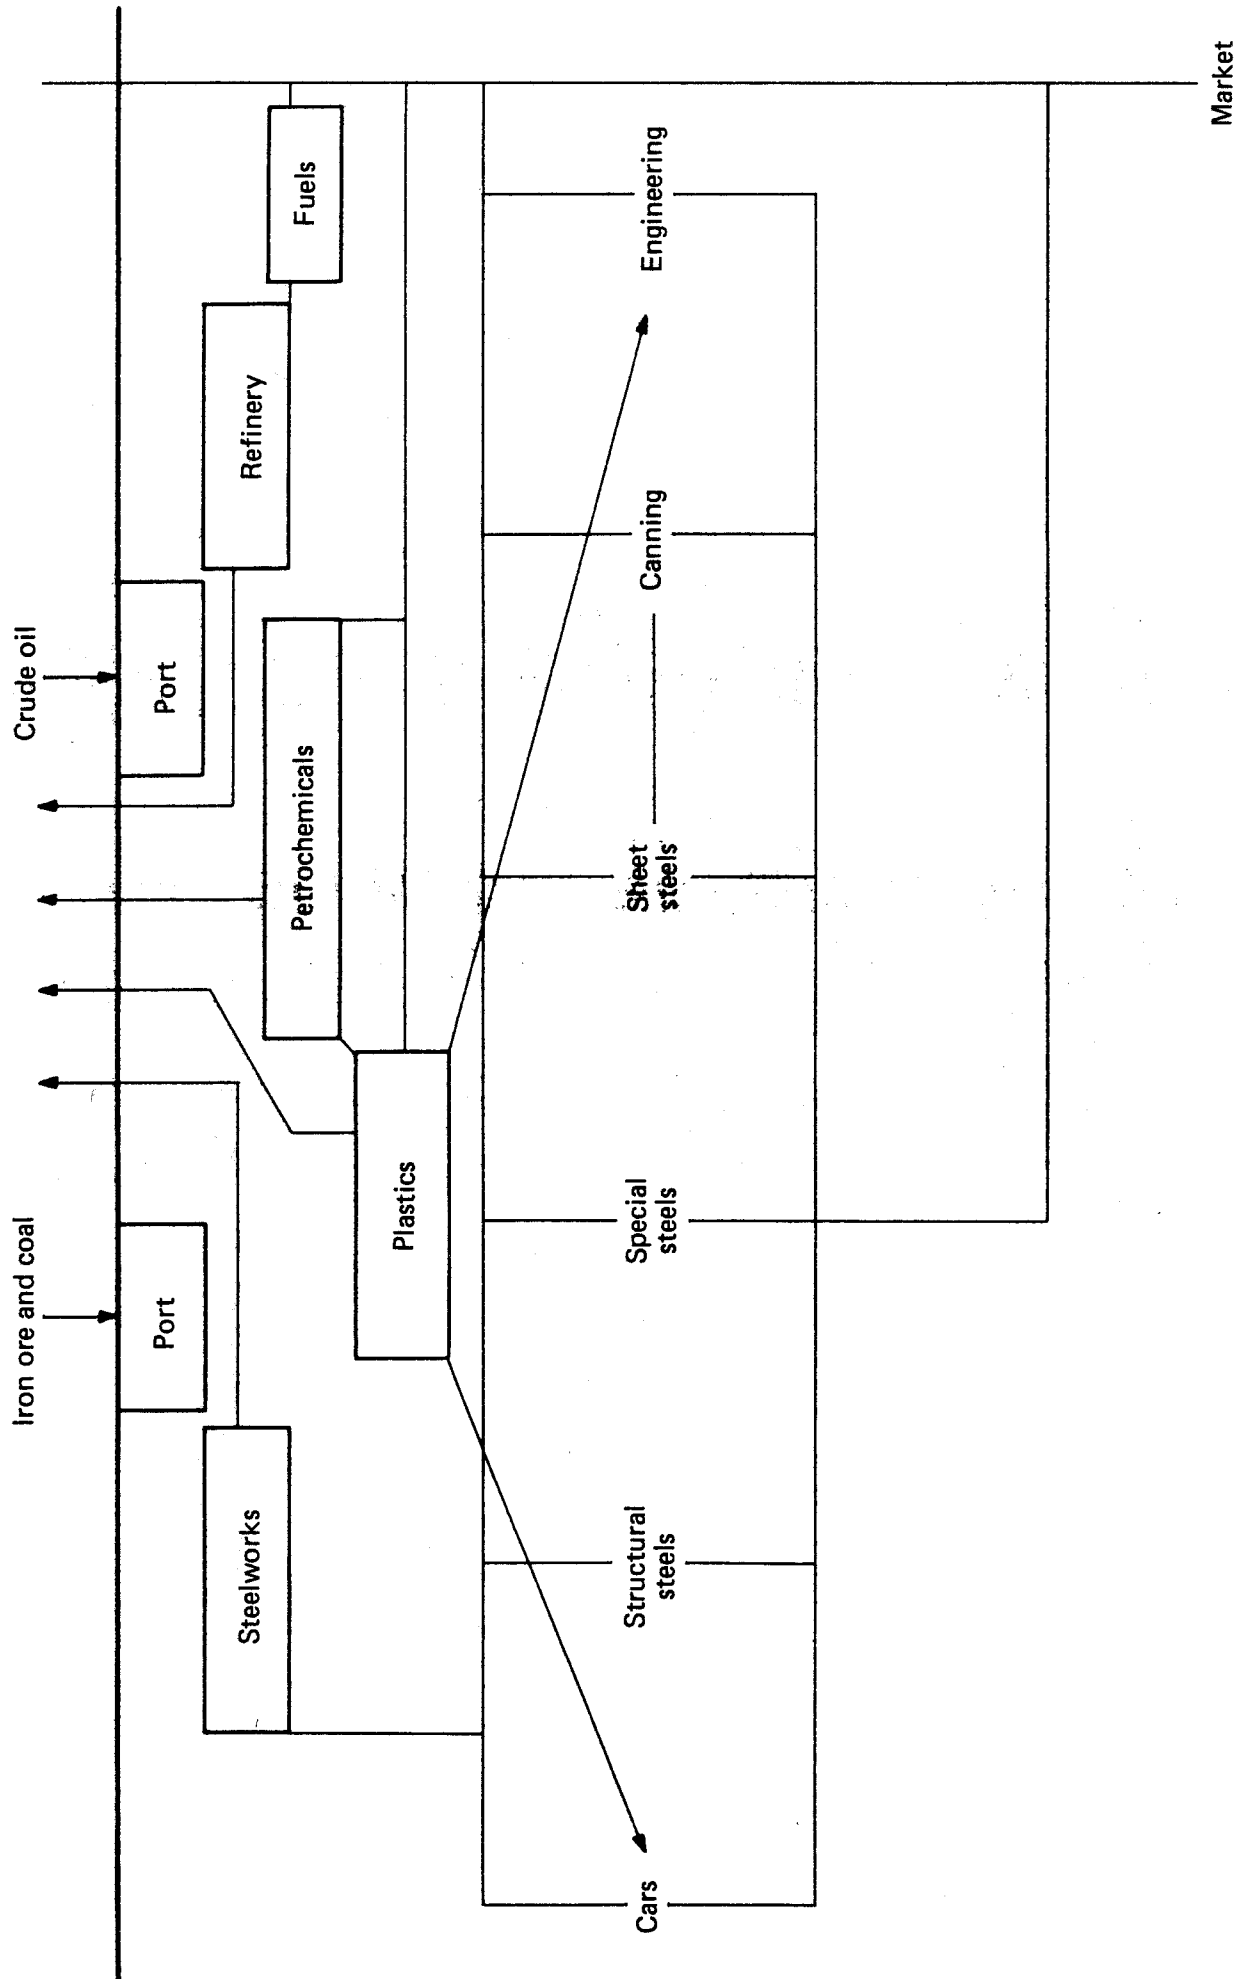 Iron ore and coal
Crude oil
Port
Port
Steelworks
Refinery
Petrochemicals
Fuels
Plastics
Cars
Structural
steels
Special
steels
Sheet
steels
Canning
Engineering
Market